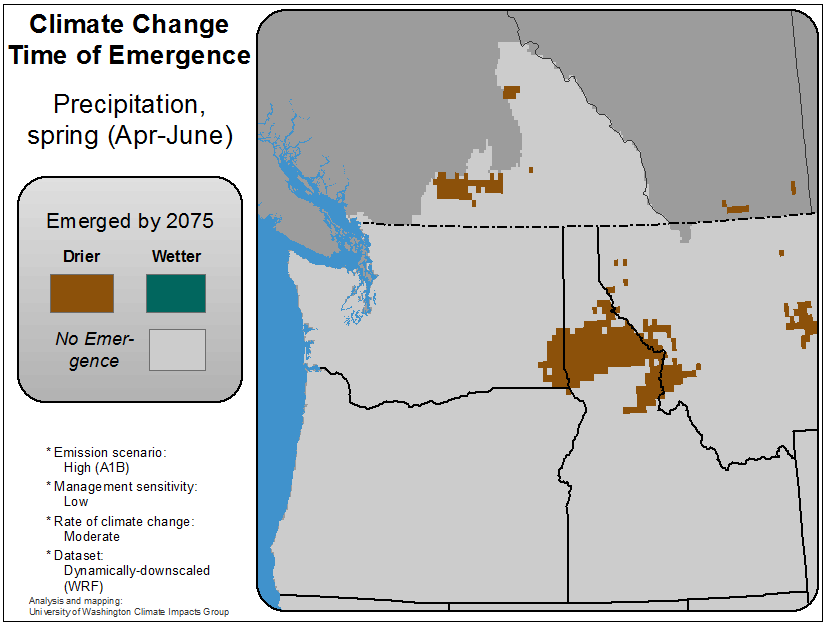 Climate Change
Time of Emergence
Precipitation,
spring (Apr-June)
Emerged by 2075
Drier Wetter
No Emer-
gence
* Emission scenario:
High (A1B)
* Management sensitivity:
Low
* Rate of climate change:
Moderate
* Dataset:
Dynamically-downscaled
(WRF)
Analysis and mapping:
University of Washington Climate Impacts Group